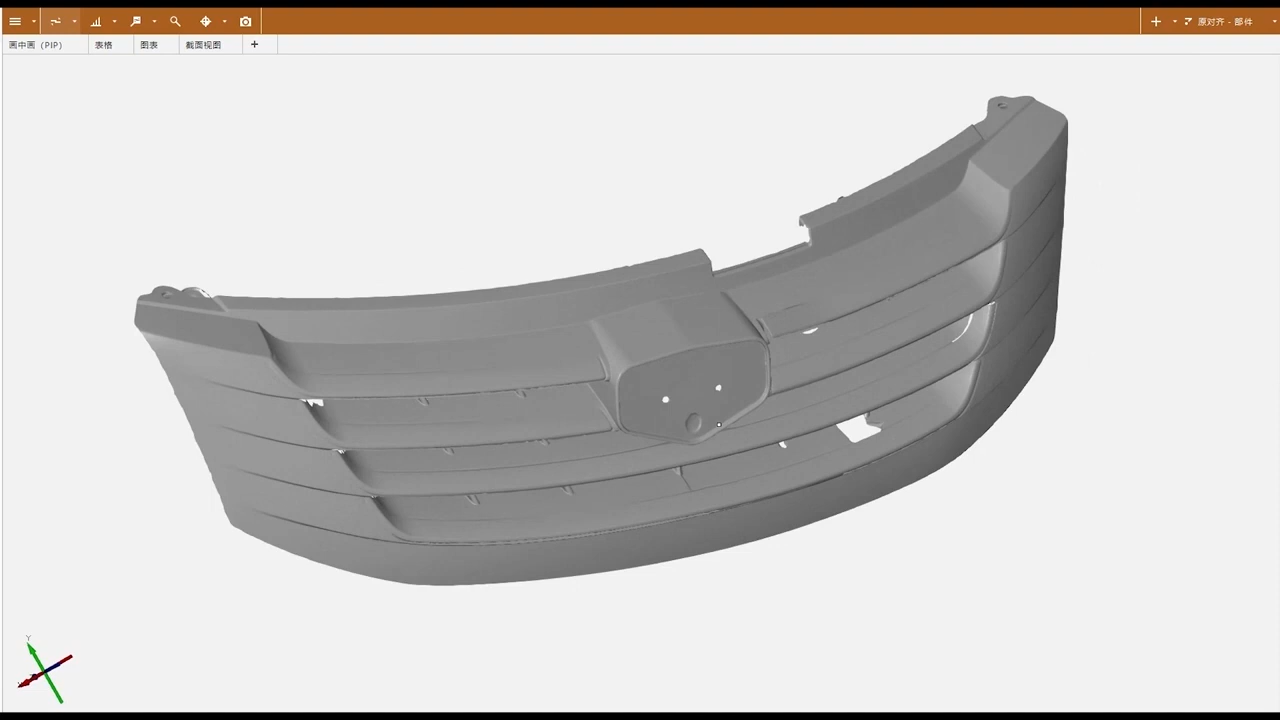 原对齐 - 部件
画中画 (PIP)
表格
图表
截面视图
Y